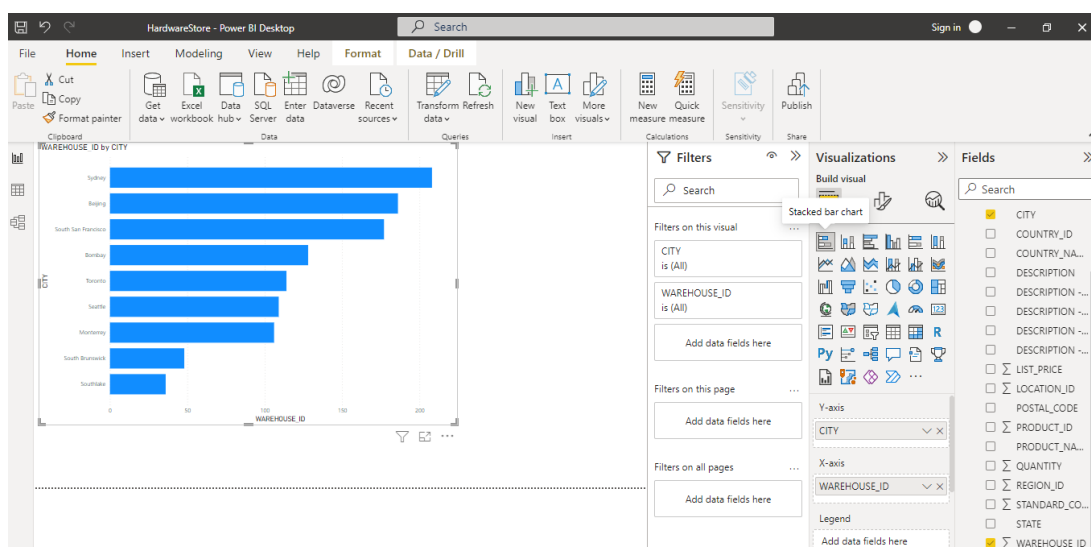 HardwareStore - Power BI Desktop
Search
Sign in
File Home Insert Modeling View Help Format Data / Drill
Paste
Cut
Copy
Format painter
Get data
Excel workbook
Data hub
SQL Server
Enter data
Dataverse
Recent sources
Transform data
Refresh
New visual
A
Text box
More visuals
New measure
Quick measure
Sensitivity
Publish
Clipboard
Data
Queries
Insert
Calculations
Sensitivity
Share
WAREHOUSE_ID by CITY
CITY
Sydney
Beijing
South San Francisco
Bombay
Toronto
Seattle
Monterrey
South Brunswick
Southlake
0 50 100 150 200
WAREHOUSE_ID
Filters
Search
Filters on this visual
CITY
is (All)
WAREHOUSE_ID
is (All)
Add data fields here
Filters on this page
Add data fields here
Filters on all pages
Add data fields here
Visualizations
Build visual
Stacked bar chart
123
R
Py
Y-axis
CITY
X-axis
WAREHOUSE_ID
Legend
Add data fields here
Fields
Search
CITY
COUNTRY_ID
COUNTRY_NA...
DESCRIPTION
DESCRIPTION -...
DESCRIPTION -...
DESCRIPTION -...
DESCRIPTION -...
∑ LIST_PRICE
∑ LOCATION_ID
POSTAL_CODE
∑ PRODUCT_ID
PRODUCT_NA...
∑ QUANTITY
∑ REGION_ID
∑ STANDARD_CO...
STATE
∑ WAREHOUSE_ID